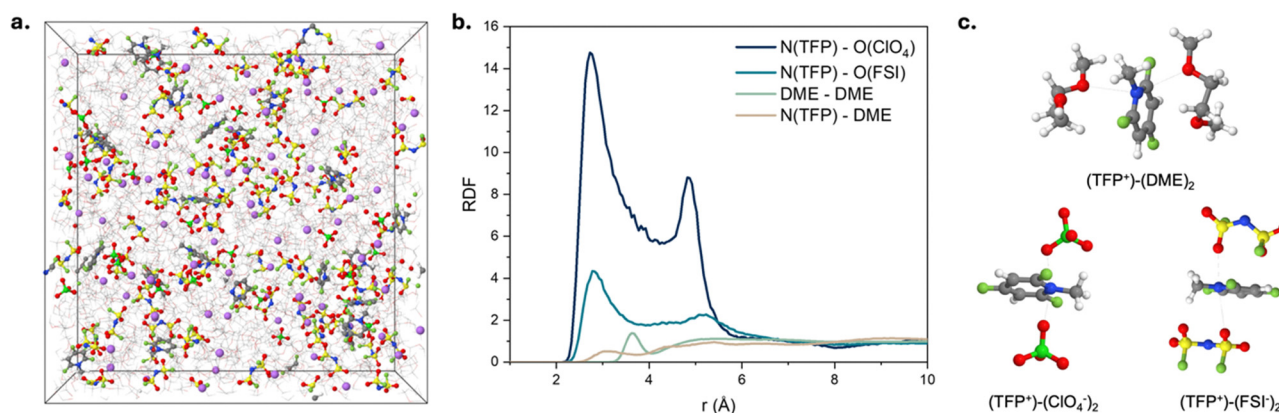 a.
b.
16
14
12
10
8
6
4
2
0
RDF
2
4
6
8
10
r (Å)
N(TFP) - O(ClO₄)
N(TFP) - O(FSI)
DME - DME
N(TFP) - DME
c.
(TFP⁺)-(DME)₂
(TFP⁺)-(ClO₄⁻)₂
(TFP⁺)-(FSI⁻)₂